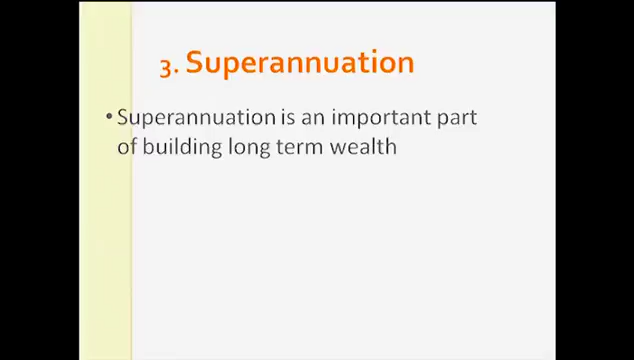 3. Superannuation
• Superannuation is an important part
of building long term wealth